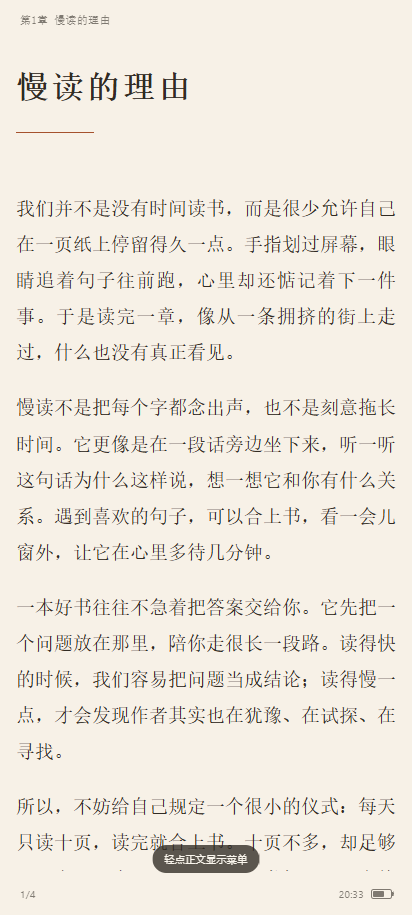 第1章 慢读的理由
慢读的理由
我们并不是没有时间读书，而是很少允许自己
在一页纸上停留得久一点。手指划过屏幕，眼
睛追着句子往前跑，心里却还惦记着下一件
事。于是读完一章，像从一条拥挤的街上走
过，什么也没有真正看见。
慢读不是把每个字都念出声，也不是刻意拖长
时间。它更像是在一段话旁边坐下来，听一听
这句话为什么这样说，想一想它和你有什么关
系。遇到喜欢的句子，可以合上书，看一会儿
窗外，让它在心里多待几分钟。
一本好书往往不急着把答案交给你。它先把一
个问题放在那里，陪你走很长一段路。读得快
的时候，我们容易把问题当成结论；读得慢一
点，才会发现作者其实也在犹豫、在试探、在
寻找。
所以，不妨给自己规定一个很小的仪式：每天
只读十页，读完就合上书。十页不多，却足够
轻点正文显示菜单
1/4
20:33